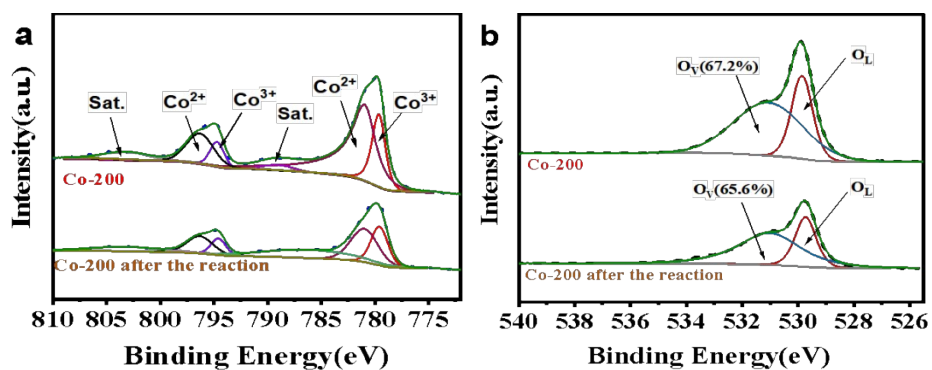 a
Intensity(a.u.)
Sat.
Co²⁺
Co³⁺
Sat.
Co²⁺
Co³⁺
Co-200
Co-200 after the reaction
810 805 800 795 790 785 780 775
Binding Energy(eV)
b
Intensity(a.u.)
Oᵥ(67.2%)
O_L
Co-200
Oᵥ(65.6%)
O_L
Co-200 after the reaction
540 538 536 534 532 530 528 526
Binding Energy(eV)